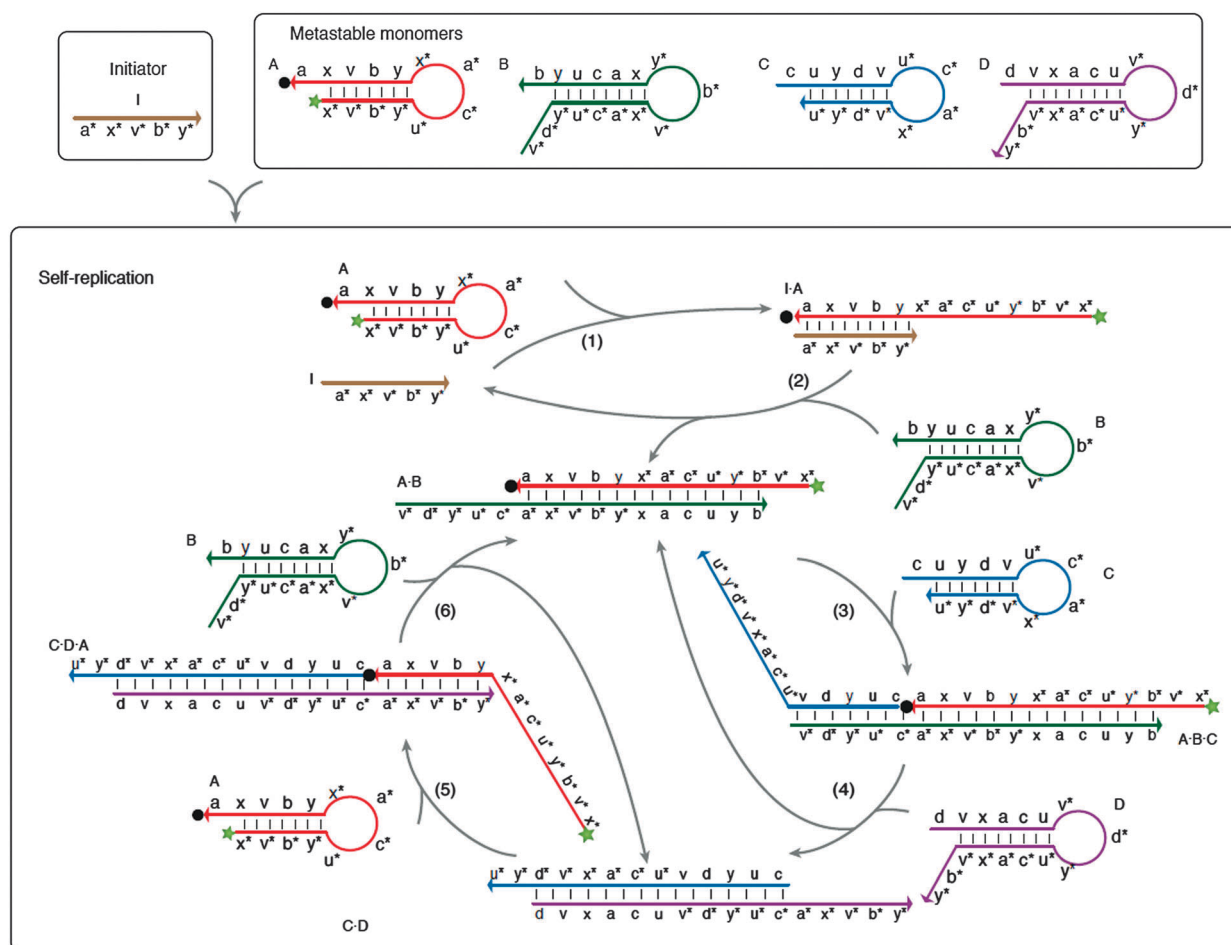 Initiator
I
a* x* v* b* y*
Metastable monomers
A
a x v b y x* a* c* u*
x* v* b* y*
B
b y u c a x y* b* v*
y* u* c* a* x*
d*
v*
C
c u y d v u* c* a* x*
u* y* d* v*
D
d v x a c u v* d* y*
v* x* a* c* u*
b*
y*
Self-replication
A
a x v b y x* a* c* u*
x* v* b* y*
I
a* x* v* b* y*
(1)
I·A
a x v b y x* a* c* u* y* b* v* x*
a* x* v* b* y*
(2)
B
b y u c a x y* b* v*
y* u* c* a* x*
d*
v*
A·B
a x v b y x* a* c* u* y* b* v* x*
v* d* y* u* c* a* x* v* b* y* x a c u y b
B
b y u c a x y* b* v*
y* u* c* a* x*
d*
v*
(6)
(3)
C
c u y d v u* c* a* x*
u* y* d* v*
C·D·A
u* y* d* v* x* a* c* u* v d y u c a x v b y
x* a* c* u* y* b* v* x*
d v x a c u v* d* y* u* c* a* x* v* b* y*
u* y* d* v* x* a* c* u* v d y u c a x v b y x* a* c* u* y* b* v* x*
v* d* y* u* c* a* x* v* b* y* x a c u y b
A·B·C
A
a x v b y x* a* c* u*
x* v* b* y*
(5)
(4)
D
d v x a c u v* d* y*
v* x* a* c* u*
b*
y*
u* y* d* v* x* a* c* u* v d y u c
d v x a c u v* d* y* u* c* a* x* v* b* y*
C·D